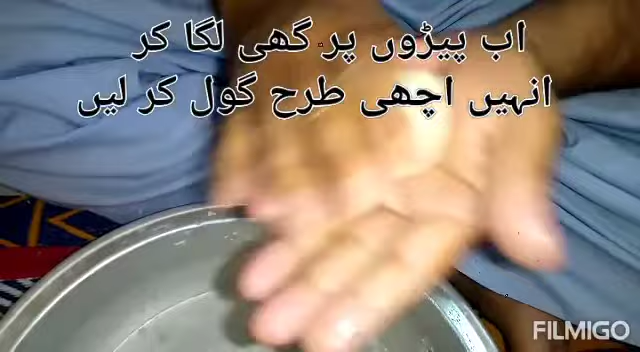 اب پیڑوں پر گھی لگا کر
انہیں اچھی طرح گول کر لیں
FILMIGO